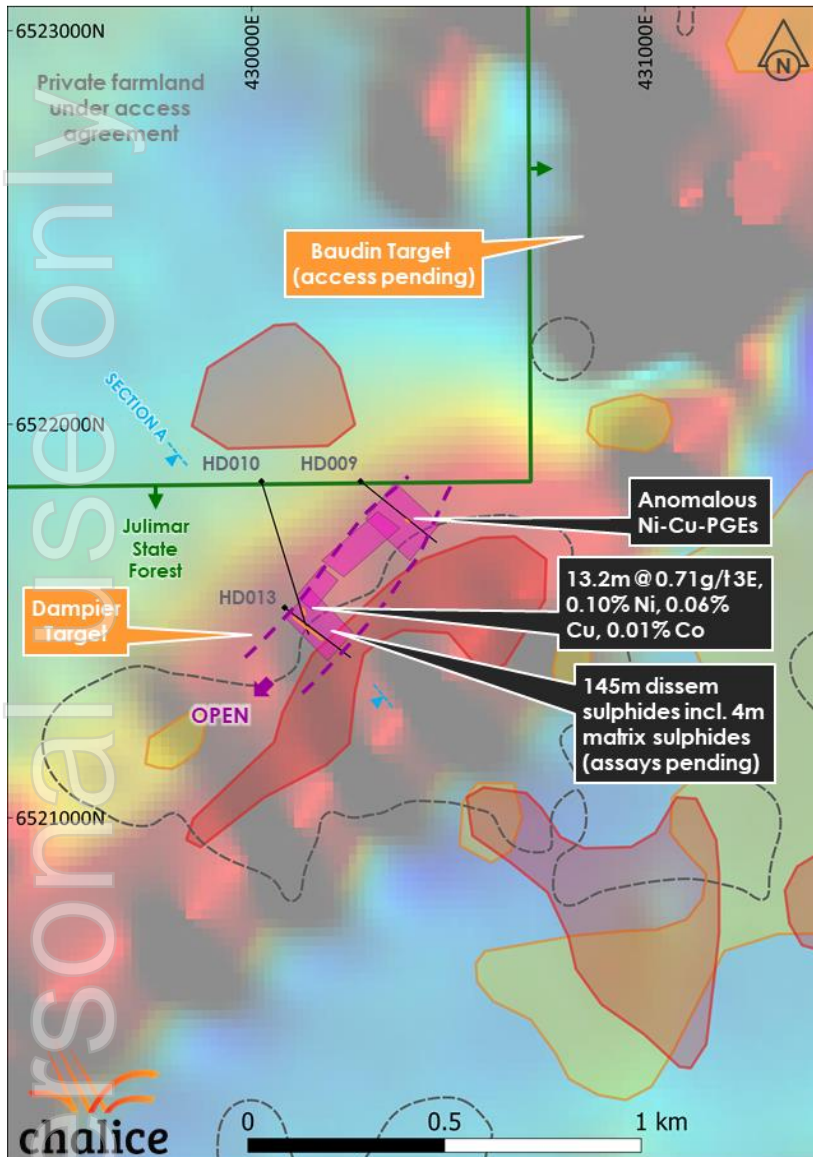 6523000N
430000E
431000E
N
Private farmland
under access
agreement
Baudin Target
(access pending)
SECTION A
6522000N
HD010
HD009
Julimar
State
Forest
Anomalous
Ni-Cu-PGEs
13.2m @ 0.71g/t 3E,
0.10% Ni, 0.06%
Cu, 0.01% Co
HD013
Dampier
Target
145m dissem
sulphides incl. 4m
matrix sulphides
(assays pending)
OPEN
6521000N
ersonal use only
chalice
0
0.5
1 km